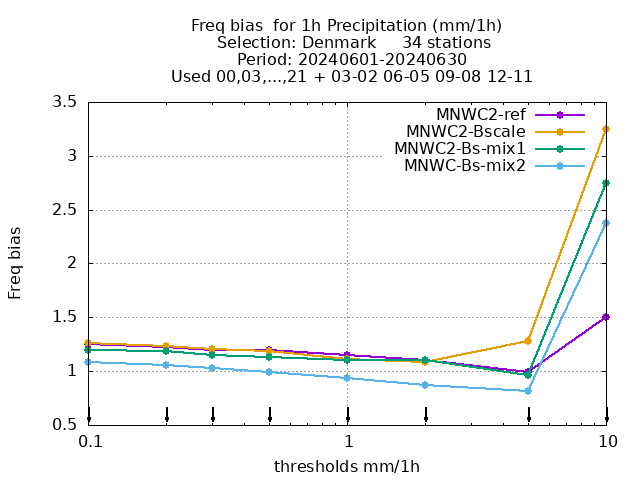 Freq bias  for 1h Precipitation (mm/1h)
Selection: Denmark     34 stations
Period: 20240601-20240630
Used 00,03,...,21 + 03-02 06-05 09-08 12-11
MNWC2-ref
MNWC2-Bscale
MNWC2-Bs-mix1
MNWC-Bs-mix2
3.5
3
2.5
2
1.5
1
0.5
Freq bias
0.1 1 10
thresholds mm/1h